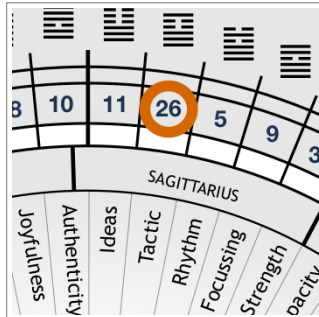 10
11
26
5
9
SAGITTARIUS
Joyfulness
Authenticity
Ideas
Tactic
Rhythm
Focussing
Strength